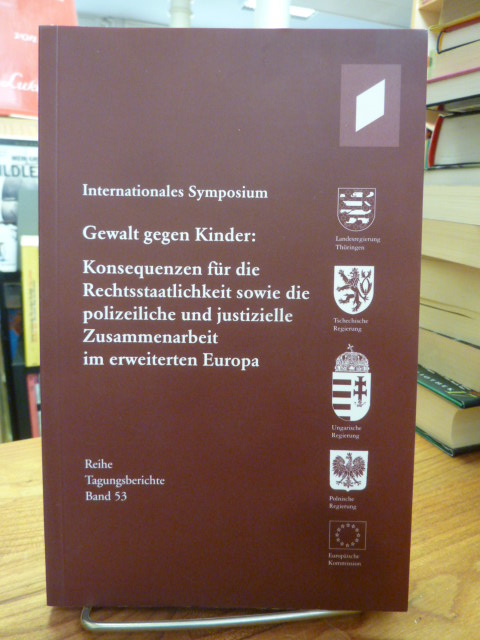 Internationales Symposium
Gewalt gegen Kinder:
Konsequenzen für die
Rechtsstaatlichkeit sowie die
polizeiliche und justizielle
Zusammenarbeit
im erweiterten Europa
Reihe
Tagungsberichte
Band 53
Landesregierung
Thüringen
Tschechische
Regierung
Ungarische
Regierung
Polnische
Regierung
Europäische
Kommission